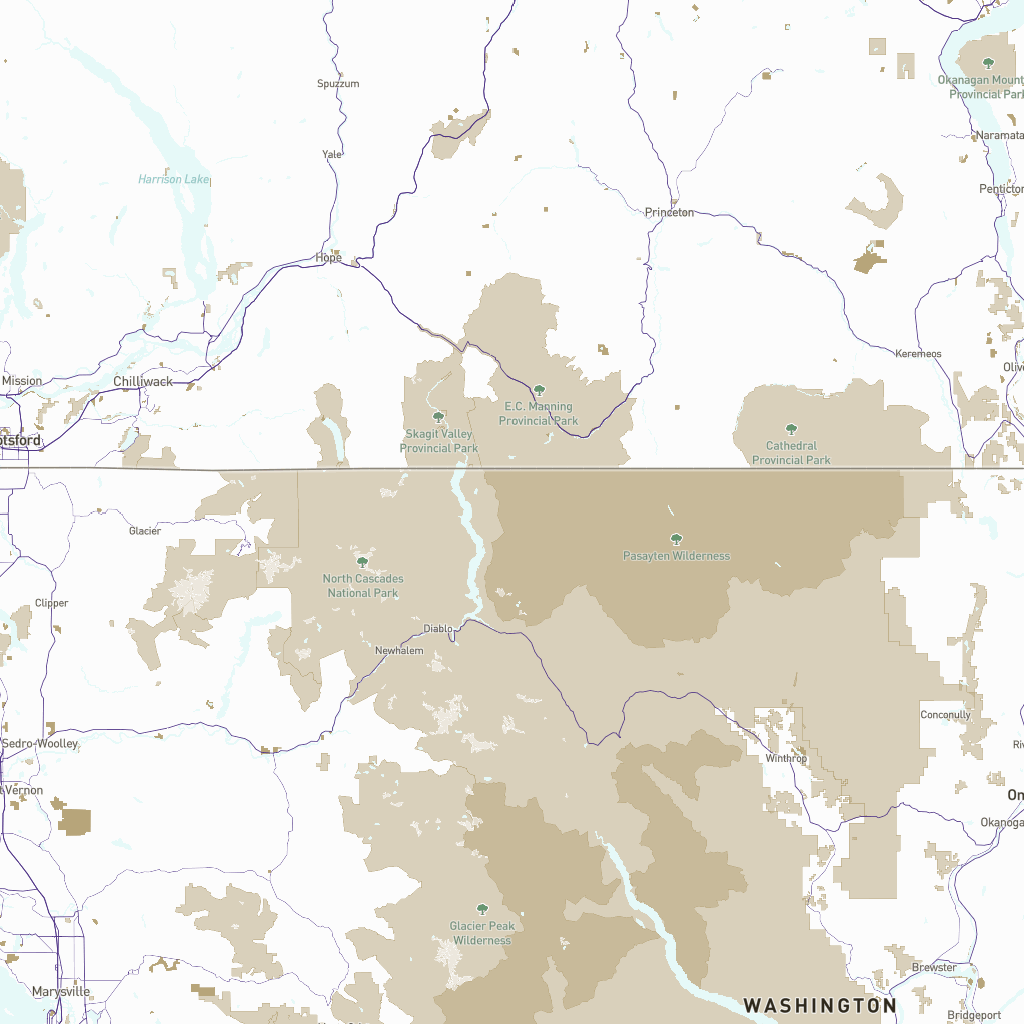 Spuzzum
Okanagan Mount
Provincial Park
Naramata
Yale
Harrison Lake
Penticton
Princeton
Hope
Keremeos
Olive
Mission
Chilliwack
E.C. Manning
Provincial Park
Skagit Valley
Provincial Park
otsford
Cathedral
Provincial Park
Glacier
Pasayten Wilderness
North Cascades
National Park
Clipper
Diablo
Newhalem
Conconully
Sedro-Woolley
Riv
Winthrop
t Vernon
Om
Okanoga
Glacier Peak
Wilderness
Brewster
Marysville
WASHINGTON
Bridgeport